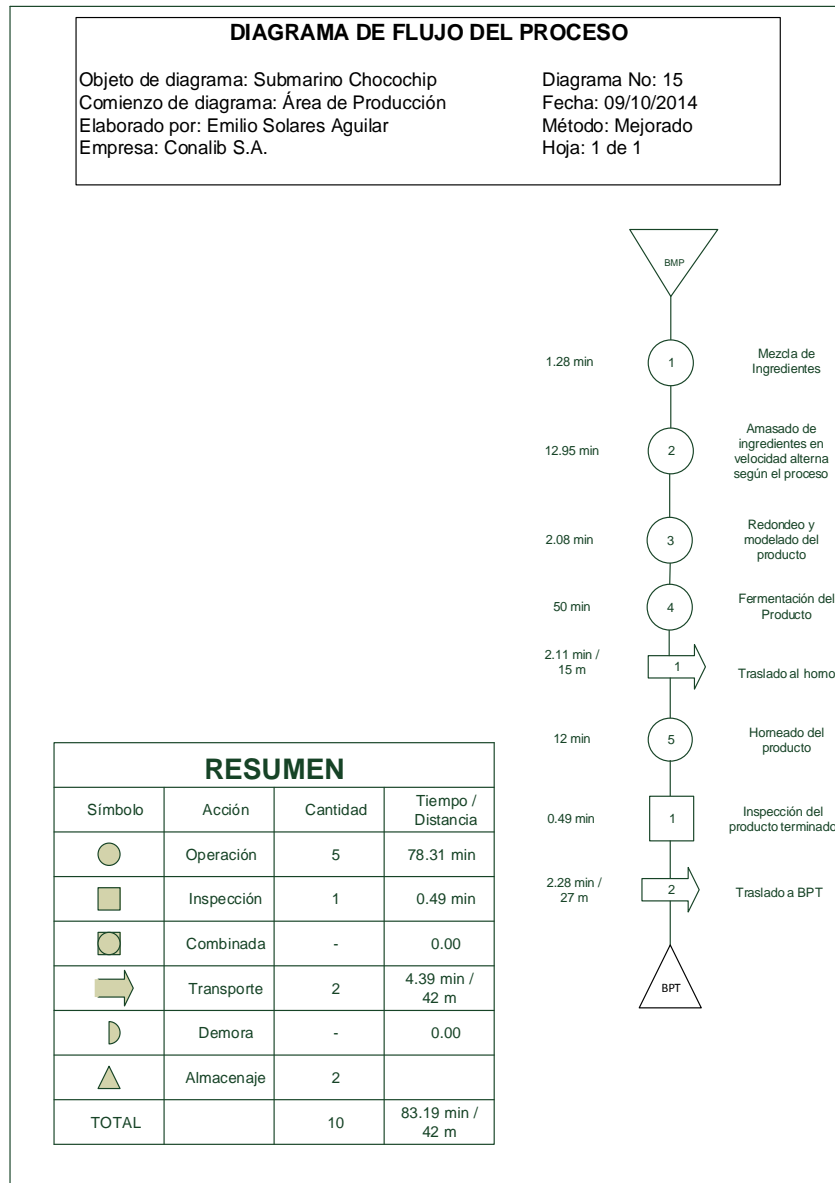 DIAGRAMA DE FLUJO DEL PROCESO
Objeto de diagrama: Submarino Chocochip
Diagrama No: 15
Comienzo de diagrama: Área de Producción
Fecha: 09/10/2014
Elaborado por: Emilio Solares Aguilar
Método: Mejorado
Empresa: Conalib S.A.
Hoja: 1 de 1
BMP
1.28 min
1
Mezcla de
Ingredientes
12.95 min
2
Amasado de
ingredientes en
velocidad alterna
según el proceso
2.08 min
3
Redondeo y
modelado del
producto
50 min
4
Fermentación del
Producto
2.11 min /
15 m
1
Traslado al horno
12 min
5
Horneado del
producto
0.49 min
1
Inspección del
producto terminado
2.28 min /
27 m
2
Traslado a BPT
BPT
RESUMEN
Símbolo
Acción
Cantidad
Tiempo /
Distancia
Operación
5
78.31 min
Inspección
1
0.49 min
Combinada
-
0.00
Transporte
2
4.39 min /
42 m
Demora
-
0.00
Almacenaje
2
TOTAL
10
83.19 min /
42 m